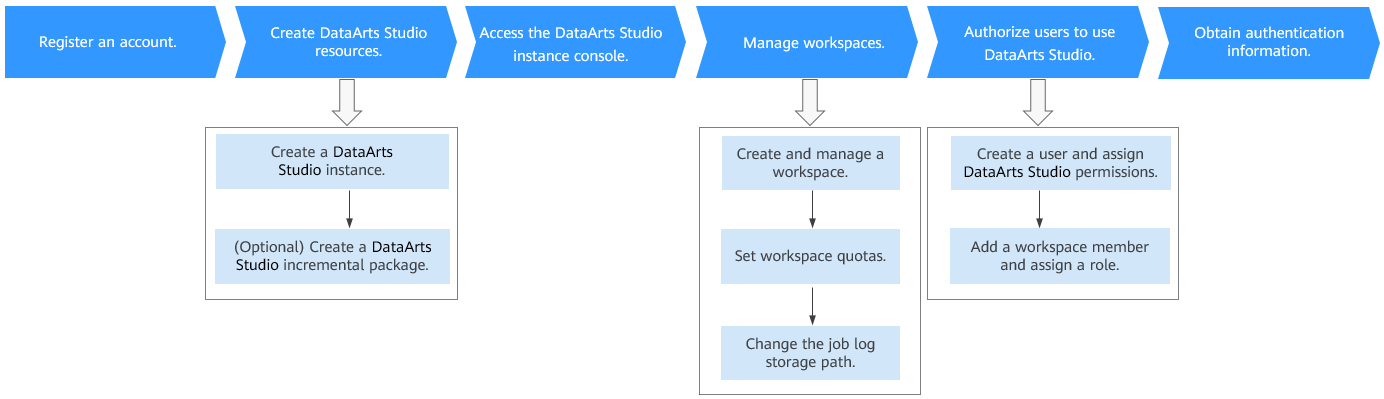 Register an account.
Create DataArts Studio
resources.
Access the DataArts Studio
instance console.
Manage workspaces.
Authorize users to use
DataArts Studio.
Obtain authentication
information.
Create a DataArts
Studio instance.
(Optional) Create a DataArts
Studio incremental package.
Create and manage a
workspace.
Set workspace quotas.
Change the job log
storage path.
Create a user and assign
DataArts Studio permissions.
Add a workspace member
and assign a role.